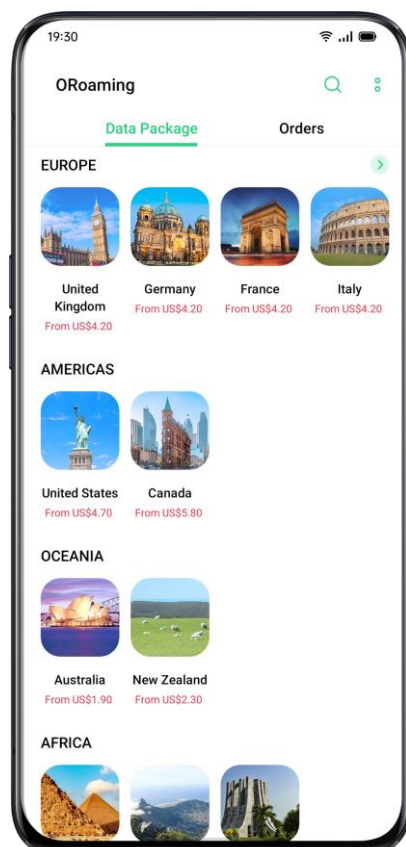 19:30
ORoaming
Data Package Orders
EUROPE
United Kingdom Germany France Italy
From US$4.20 From US$4.20 From US$4.20 From US$4.20
AMERICAS
United States Canada
From US$4.70 From US$5.80
OCEANIA
Australia New Zealand
From US$1.90 From US$2.30
AFRICA